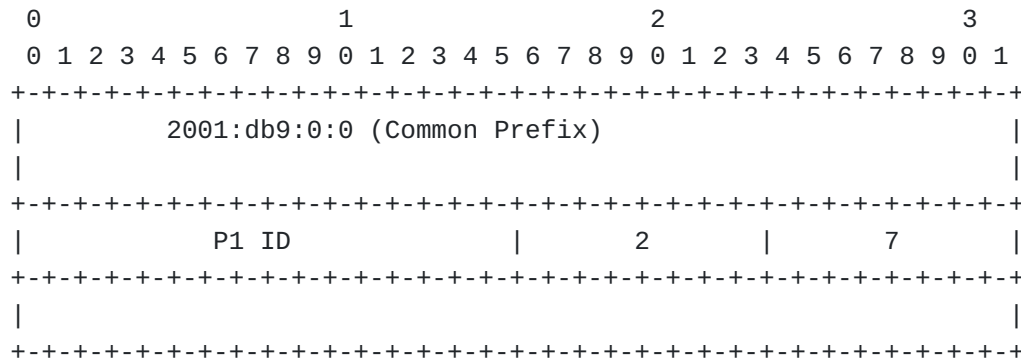 0                   1                   2                   3
 0 1 2 3 4 5 6 7 8 9 0 1 2 3 4 5 6 7 8 9 0 1 2 3 4 5 6 7 8 9 0 1
+-+-+-+-+-+-+-+-+-+-+-+-+-+-+-+-+-+-+-+-+-+-+-+-+-+-+-+-+-+-+-+-+
|         2001:db9:0:0 (Common Prefix)                          |
|                                                               |
+-+-+-+-+-+-+-+-+-+-+-+-+-+-+-+-+-+-+-+-+-+-+-+-+-+-+-+-+-+-+-+-+
|            P1 ID              |       2       |       7       |
+-+-+-+-+-+-+-+-+-+-+-+-+-+-+-+-+-+-+-+-+-+-+-+-+-+-+-+-+-+-+-+-+
|                                                               |
+-+-+-+-+-+-+-+-+-+-+-+-+-+-+-+-+-+-+-+-+-+-+-+-+-+-+-+-+-+-+-+-+